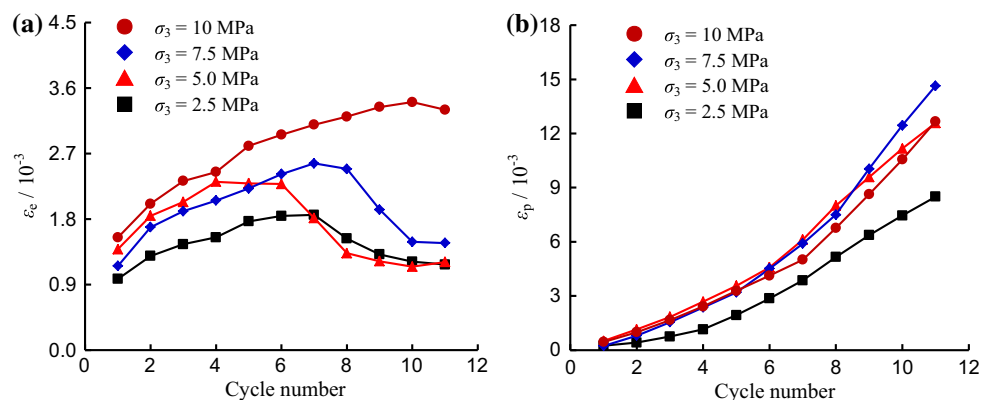 (a)
4.5
3.6
2.7
1.8
0.9
0.0
εe / 10-3
σ3 = 10 MPa
σ3 = 7.5 MPa
σ3 = 5.0 MPa
σ3 = 2.5 MPa
0 2 4 6 8 10 12
Cycle number
(b)
18
15
12
9
6
3
0
εp / 10-3
σ3 = 10 MPa
σ3 = 7.5 MPa
σ3 = 5.0 MPa
σ3 = 2.5 MPa
0 2 4 6 8 10 12
Cycle number